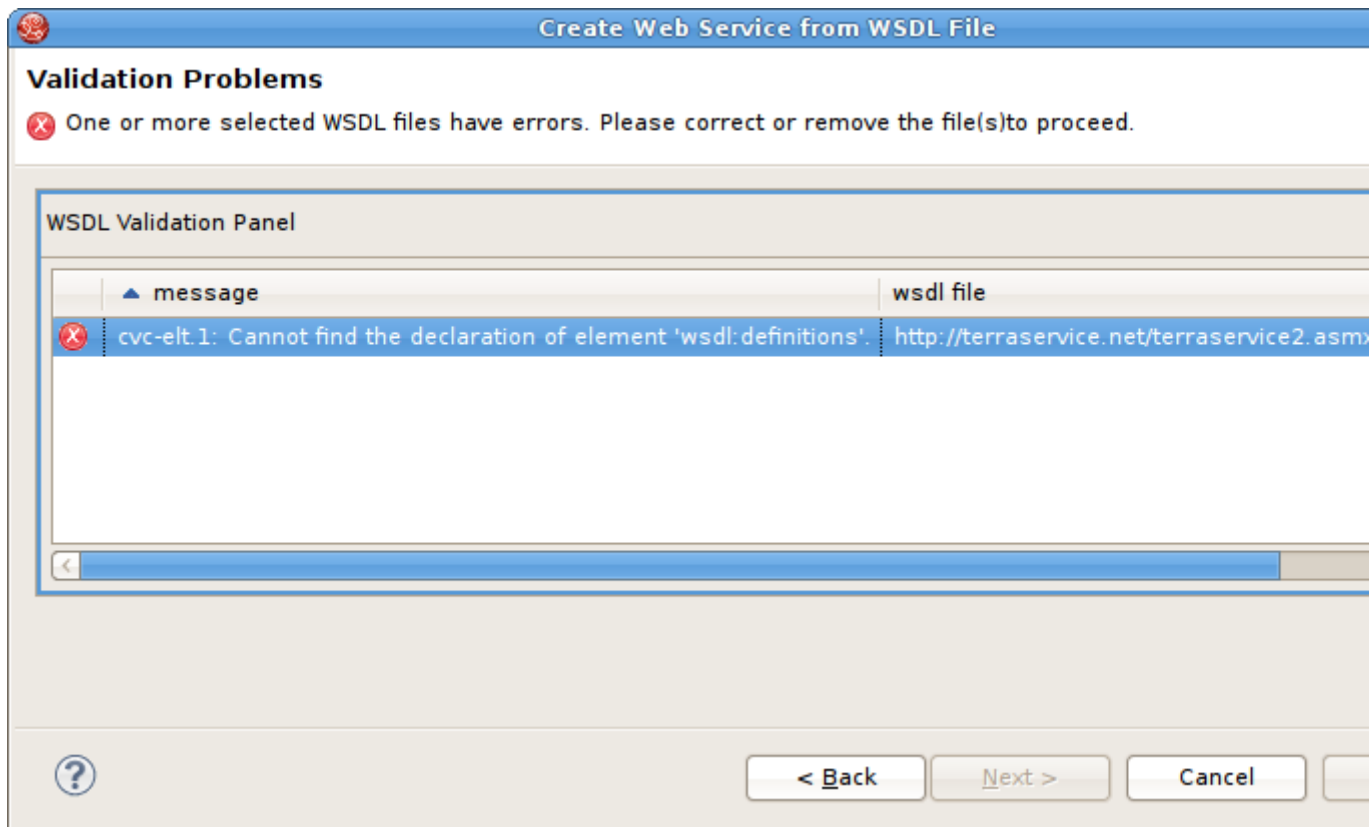 Create Web Service from WSDL File
Validation Problems
One or more selected WSDL files have errors. Please correct or remove the file(s)to proceed.
WSDL Validation Panel
message wsdl file
cvc-elt.1: Cannot find the declaration of element 'wsdl:definitions'. http://terraservice.net/terraservice2.asmx
< Back Next > Cancel